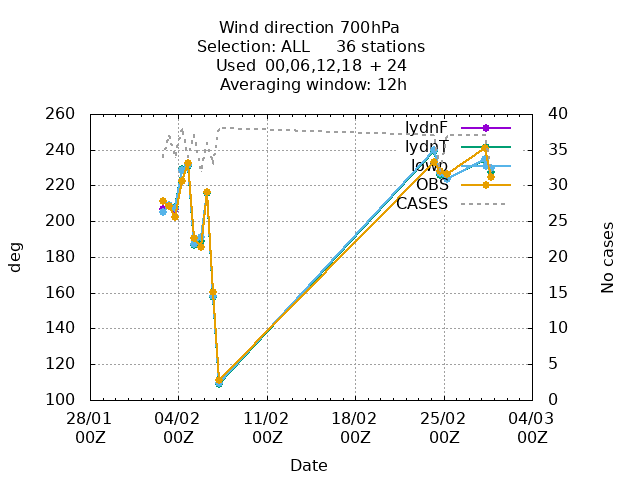 Wind direction 700hPa
Selection: ALL     36 stations
Used  00,06,12,18 + 24
Averaging window: 12h
260
240
220
200
180
160
140
120
100
deg
40
35
30
25
20
15
10
5
0
No cases
lydnF
lydnT
lowp
OBS
CASES
28/01 04/02 11/02 18/02 25/02 04/03
00Z 00Z 00Z 00Z 00Z 00Z
Date